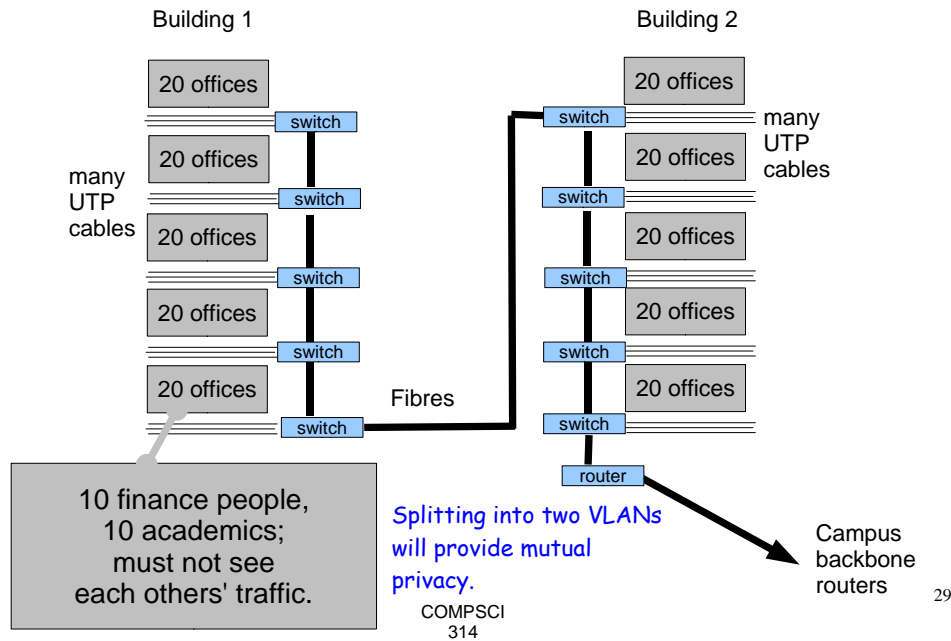 Building 1
Building 2
20 offices
switch
20 offices
switch
20 offices
switch
20 offices
switch
20 offices
switch
many
UTP
cables
Fibres
20 offices
switch
20 offices
switch
20 offices
switch
20 offices
switch
20 offices
switch
many
UTP
cables
router
10 finance people,
10 academics;
must not see
each others' traffic.
Splitting into two VLANs
will provide mutual
privacy.
Campus
backbone
routers
COMPSCI
314
29